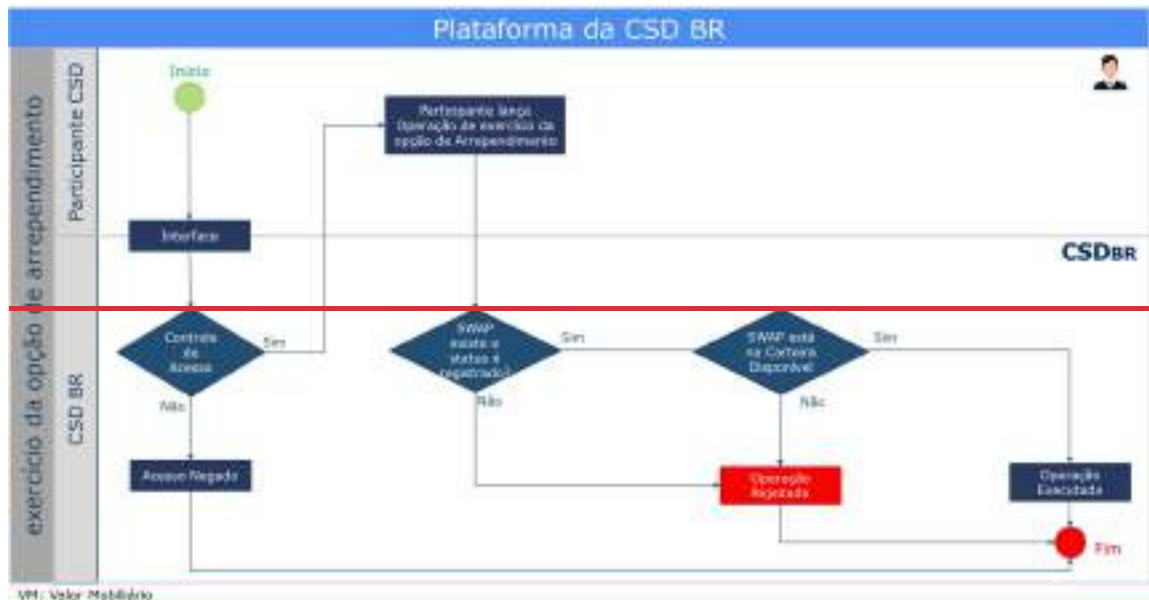 Plataforma da CSD BR
exercício da opção de arrependimento
Participante CSD
CSD BR
Início
Participante lança
Operação de exercício da
opção de Arrependimento
Interface
CSDBR
Controle
de
Acesso
Sim
Não
Acesso Negado
SWAP
existe e
status é
registrado?
Sim
Não
SWAP está
na Carteira
Disponível
Sim
Não
Operação
Rejeitada
Operação
Executada
Fim
VM: Valor Mobiliário